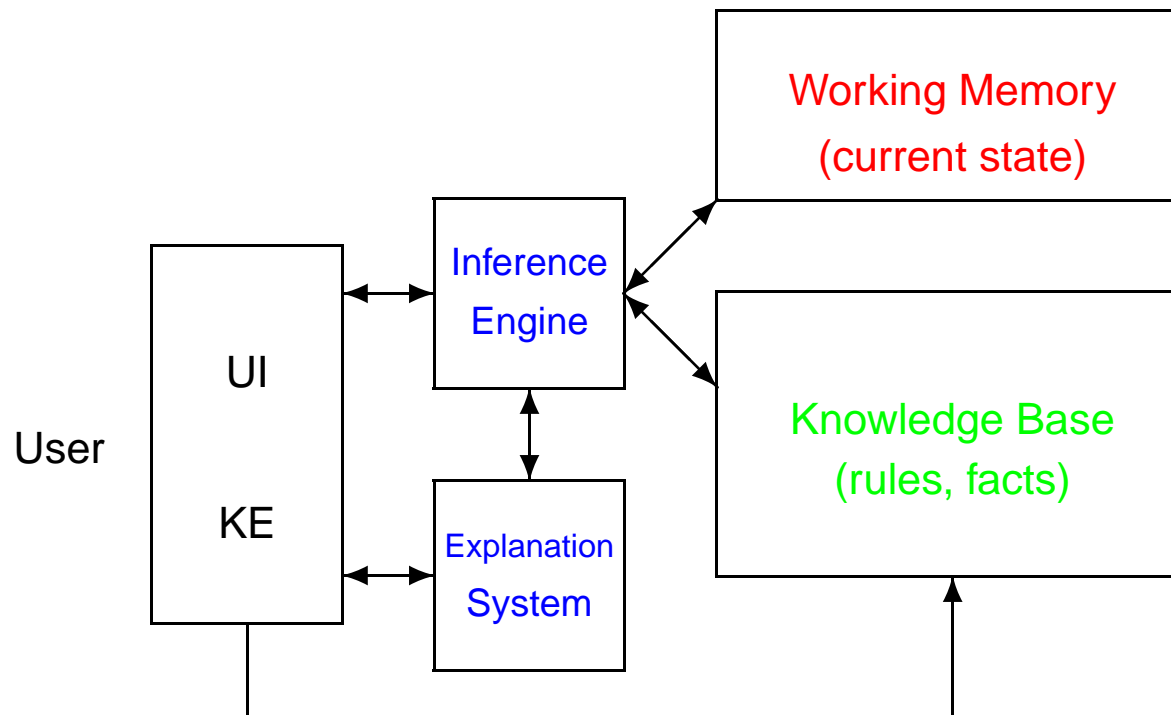 Working Memory
(current state)
Inference
Engine
UI
User
KE
Knowledge Base
(rules, facts)
Explanation
System